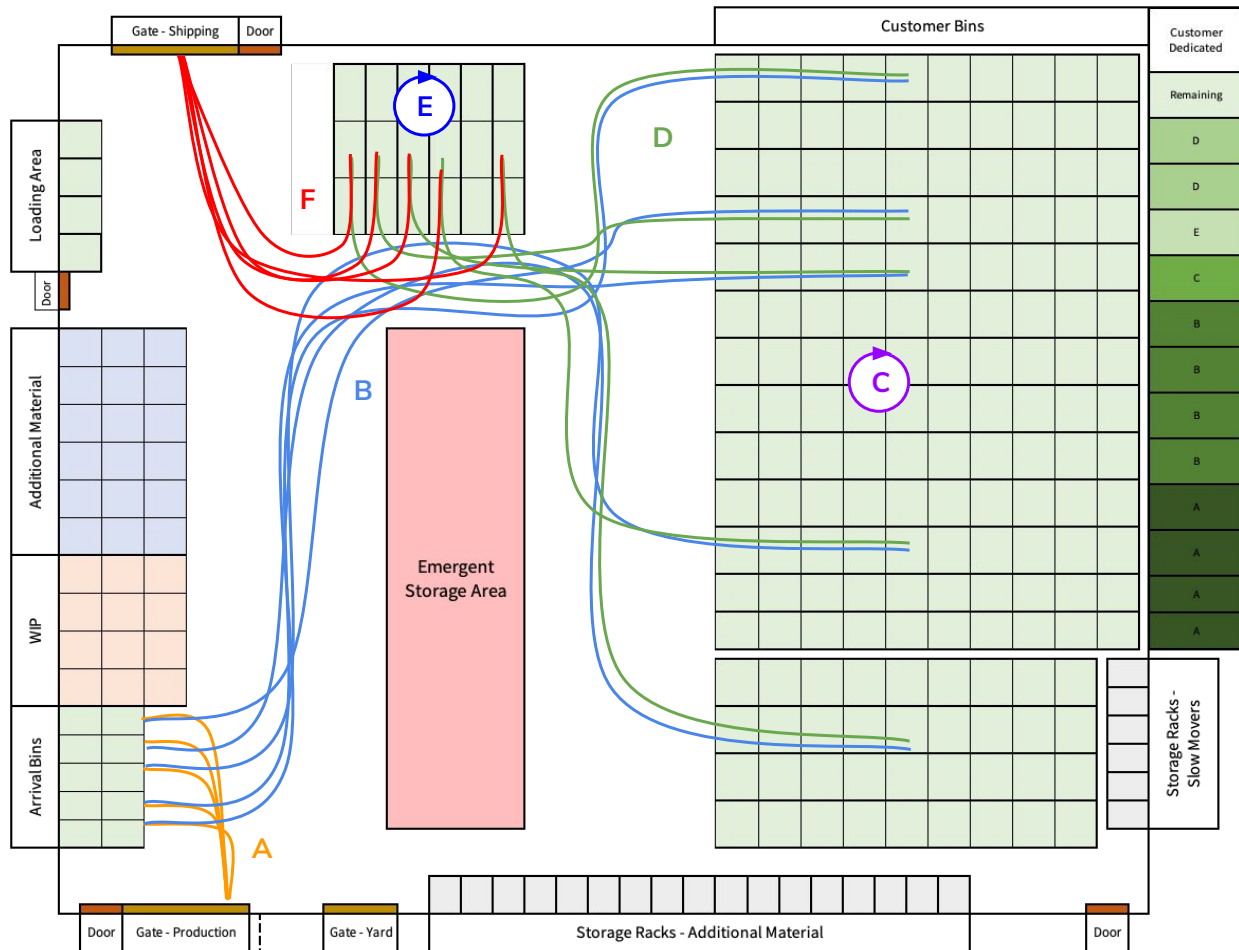 Gate - Shipping
Door
Customer Bins
Customer
Dedicated
Remaining
D
D
E
C
B
B
B
B
A
A
A
A
Loading Area
Door
E
D
F
Additional Material
B
C
Emergent
Storage Area
WIP
Arrival Bins
A
Storage Racks -
Slow Movers
Door
Gate - Production
Gate - Yard
Storage Racks - Additional Material
Door